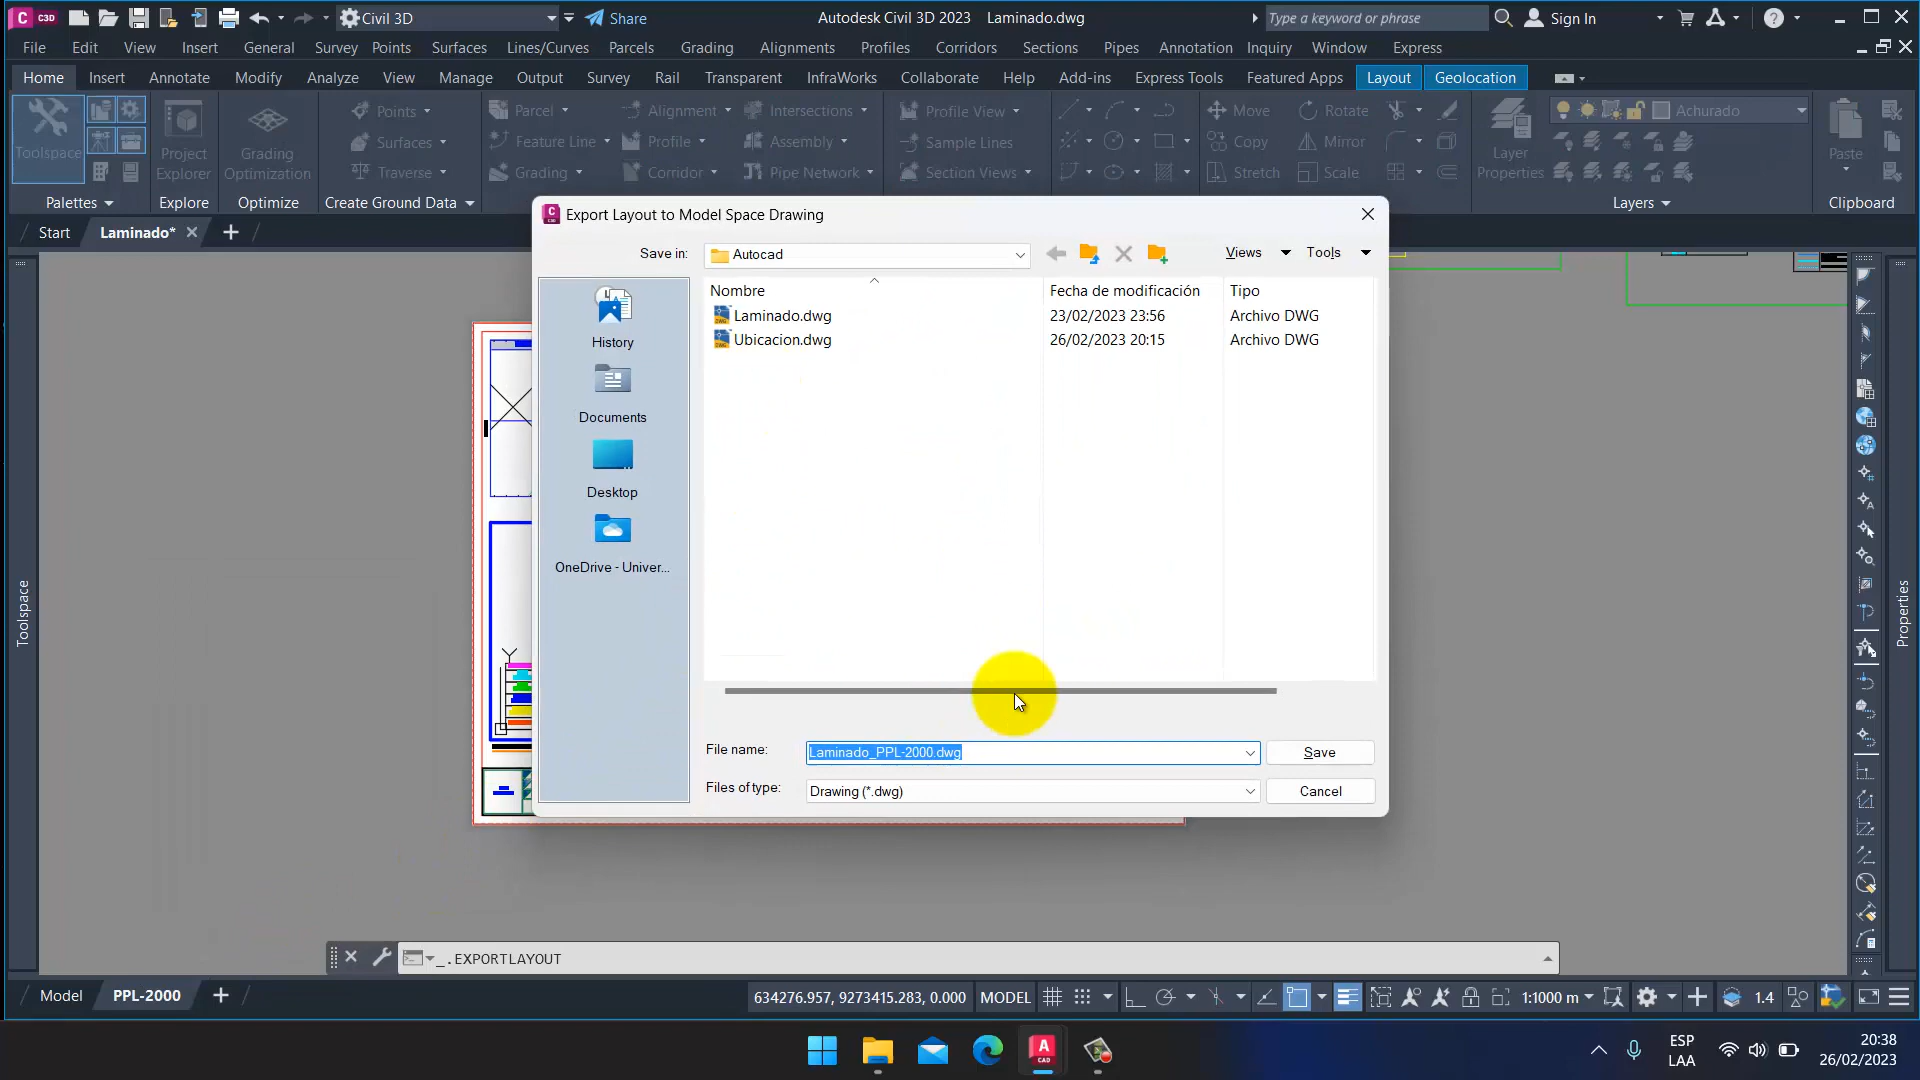 C3D Civil 3D Share Autodesk Civil 3D 2023 Laminado.dwg Type a keyword or phrase Sign In
File Edit View Insert General Survey Points Surfaces Lines/Curves Parcels Grading Alignments Profiles Corridors Sections Pipes Annotation Inquiry Window Express
Home Insert Annotate Modify Analyze View Manage Output Survey Rail Transparent InfraWorks Collaborate Help Add-ins Express Tools Featured Apps Layout Geolocation
Points Parcel Alignment Intersections Profile View Move Rotate Achurado
Surfaces Feature Line Profile Assembly Sample Lines Copy Mirror
Traverse Grading Corridor Pipe Network Section Views Stretch Scale
Toolspace Project Explorer Grading Optimization Layer Properties Paste
Palettes Explore Optimize Create Ground Data Layers Clipboard
Start Laminado* 
Export Layout to Model Space Drawing
Save in: Autocad Views Tools
Nombre Fecha de modificación Tipo
Laminado.dwg 23/02/2023 23:56 Archivo DWG
Ubicacion.dwg 26/02/2023 20:15 Archivo DWG
History
Documents
Desktop
OneDrive - Univer...
File name: Laminado_PPL-2000.dwg Save
Files of type: Drawing (*.dwg) Cancel
Toolspace
Properties
_.EXPORTLAYOUT
Model PPL-2000 634276.957, 9273415.283, 0.000 MODEL 1:1000 m 1.4
A CAD
ESP
LAA
20:38
26/02/2023